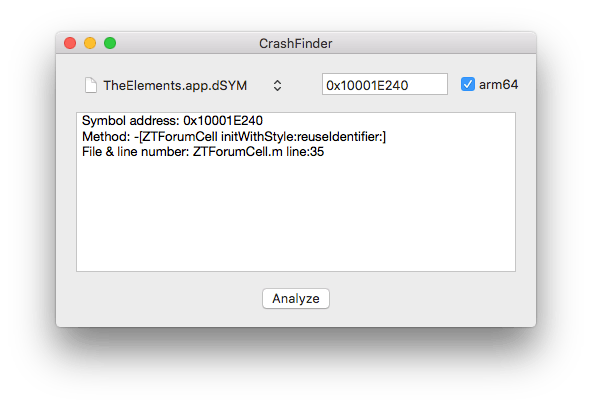 CrashFinder
TheElements.app.dSYM 0x10001E240 arm64
Symbol address: 0x10001E240
Method: -[ZTForumCell initWithStyle:reuseIdentifier:]
File & line number: ZTForumCell.m line:35
Analyze